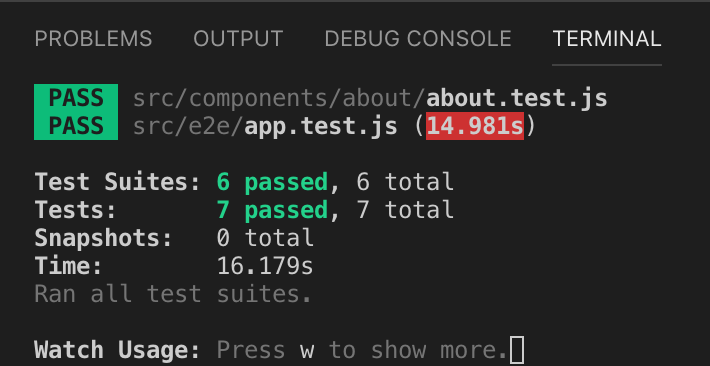 PROBLEMS OUTPUT DEBUG CONSOLE TERMINAL
PASS src/components/about/about.test.js
PASS src/e2e/app.test.js (14.981s)
Test Suites: 6 passed, 6 total
Tests: 7 passed, 7 total
Snapshots: 0 total
Time: 16.179s
Ran all test suites.
Watch Usage: Press w to show more.